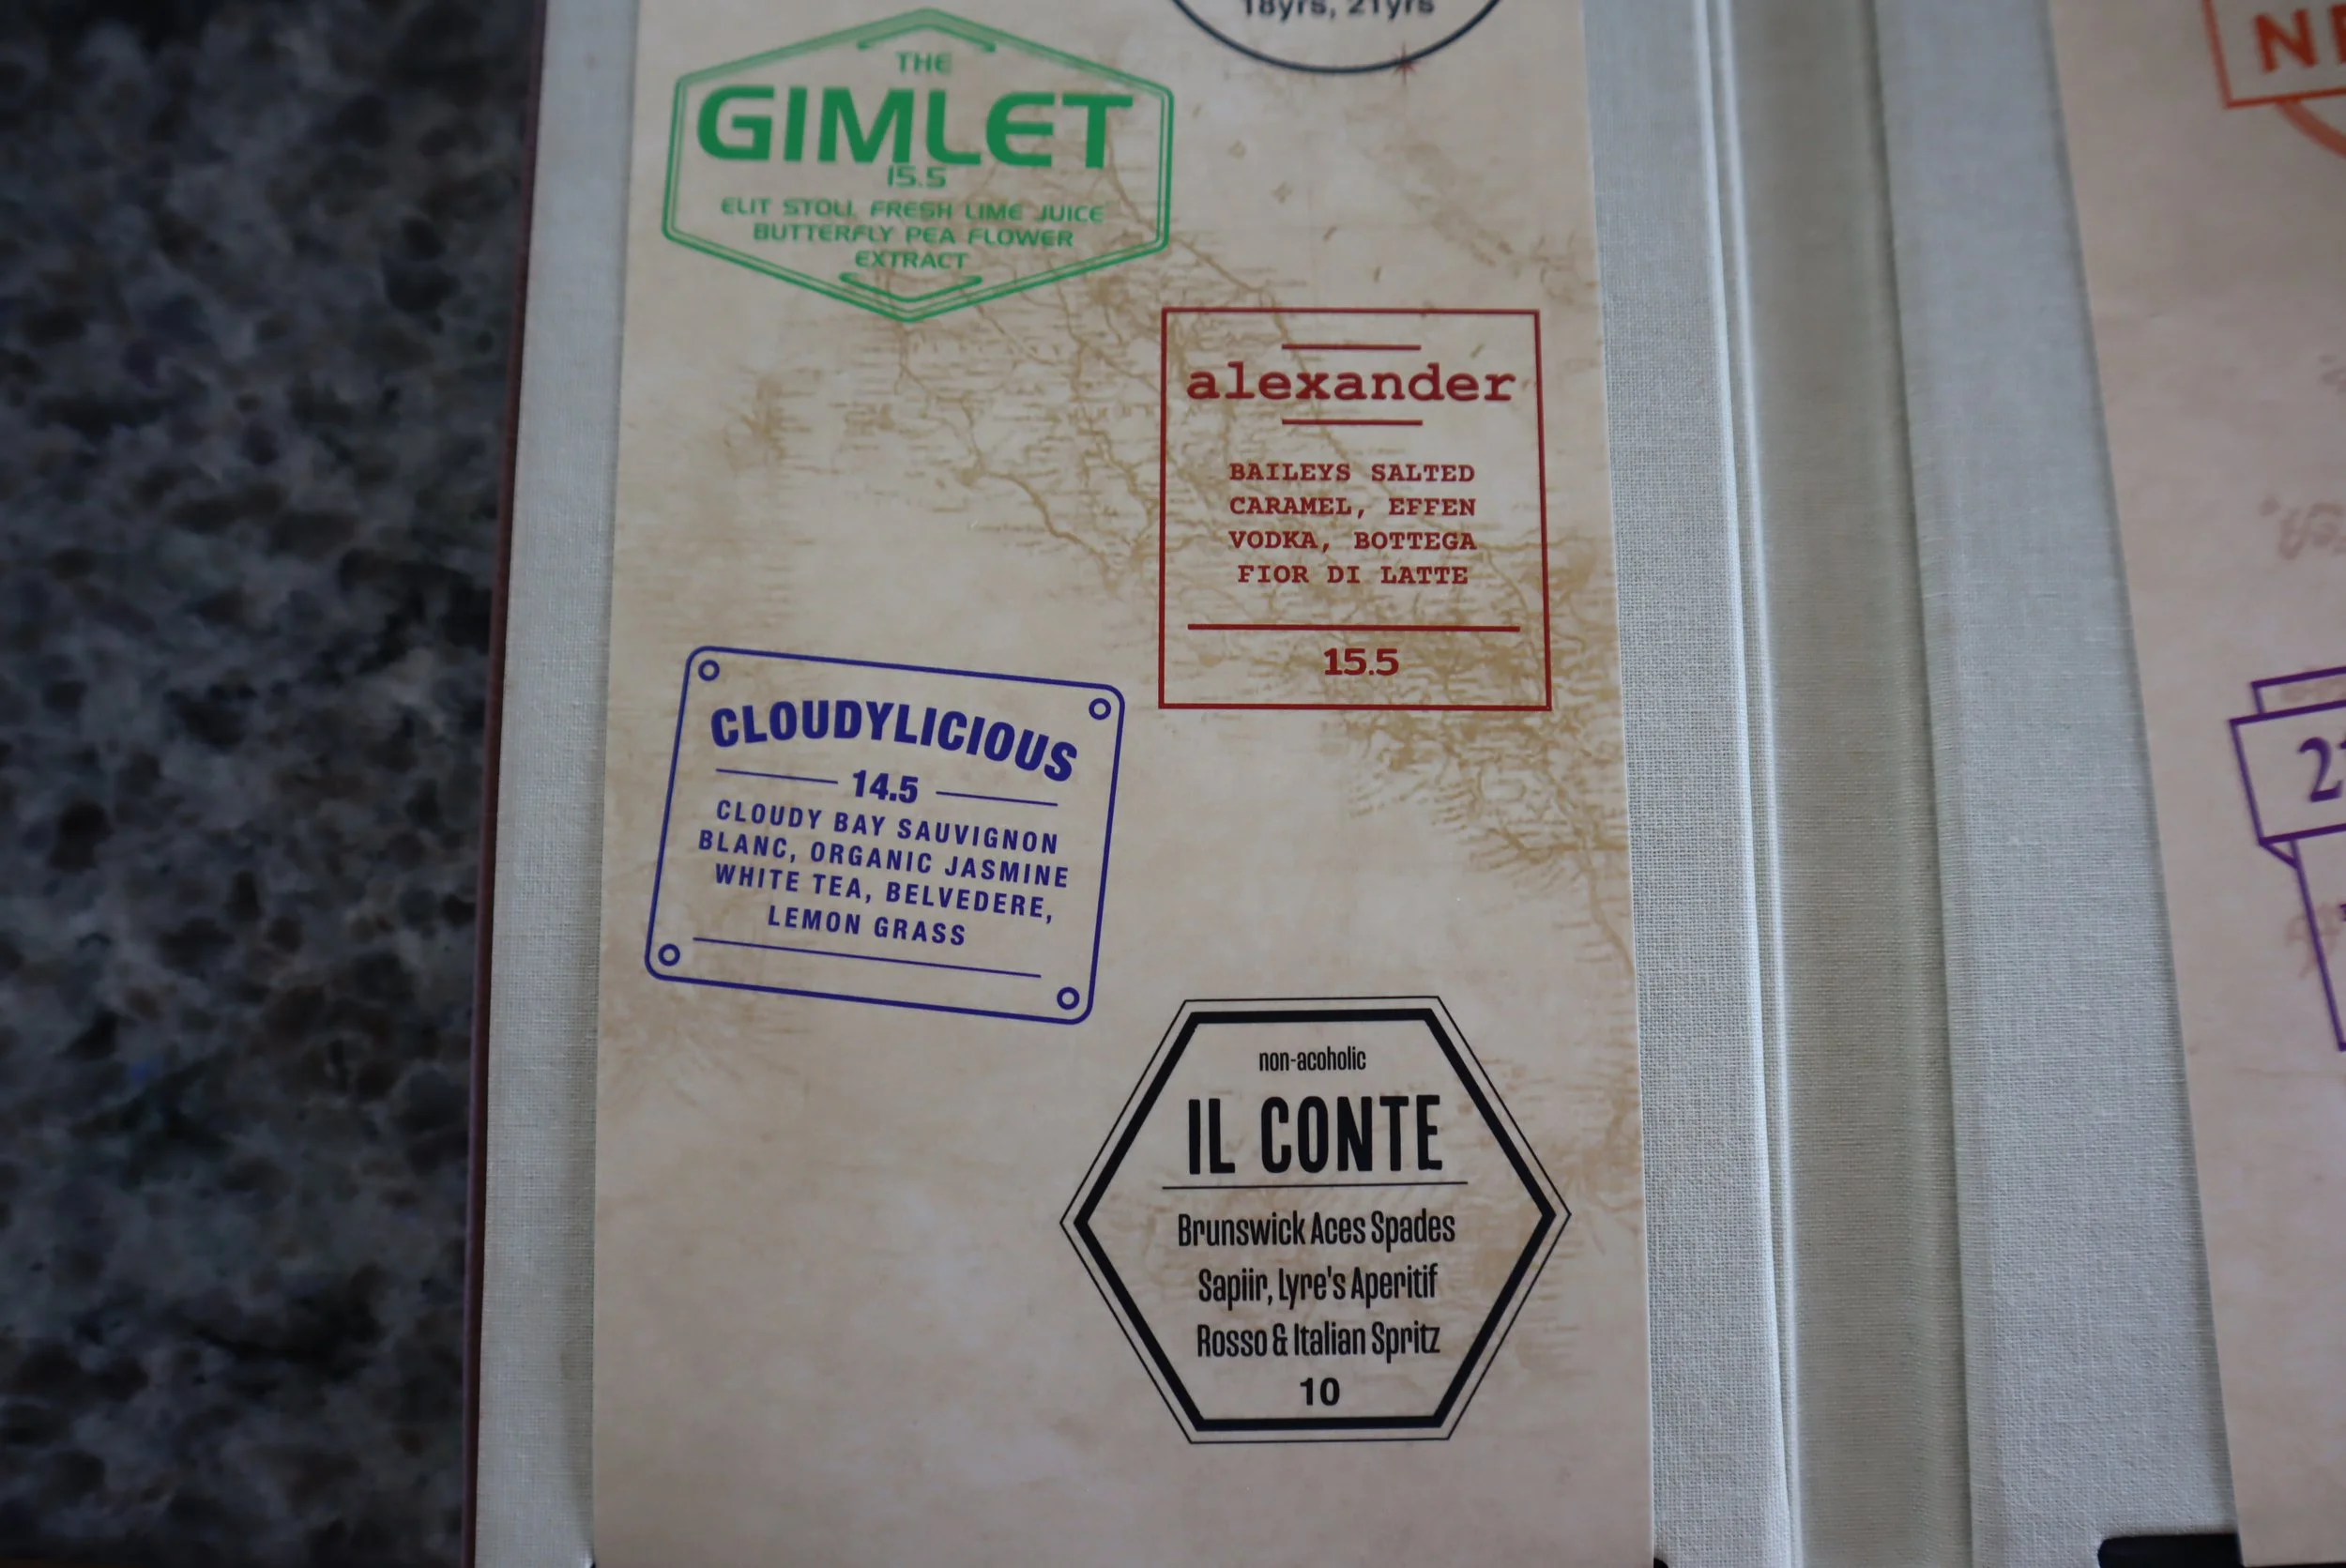 18yrs, 21yrs
THE
GIMLET
15.5
ELIT STOLI, FRESH LIME JUICE
BUTTERFLY PEA FLOWER
EXTRACT
alexander
BAILEYS SALTED
CARAMEL, EFFEN
VODKA, BOTTEGA
FIOR DI LATTE
15.5
CLOUDYLICIOUS
14.5
CLOUDY BAY SAUVIGNON
BLANC, ORGANIC JASMINE
WHITE TEA, BELVEDERE,
LEMON GRASS
non-acoholic
IL CONTE
Brunswick Aces Spades
Sapiir, Lyre's Aperitif
Rosso & Italian Spritz
10